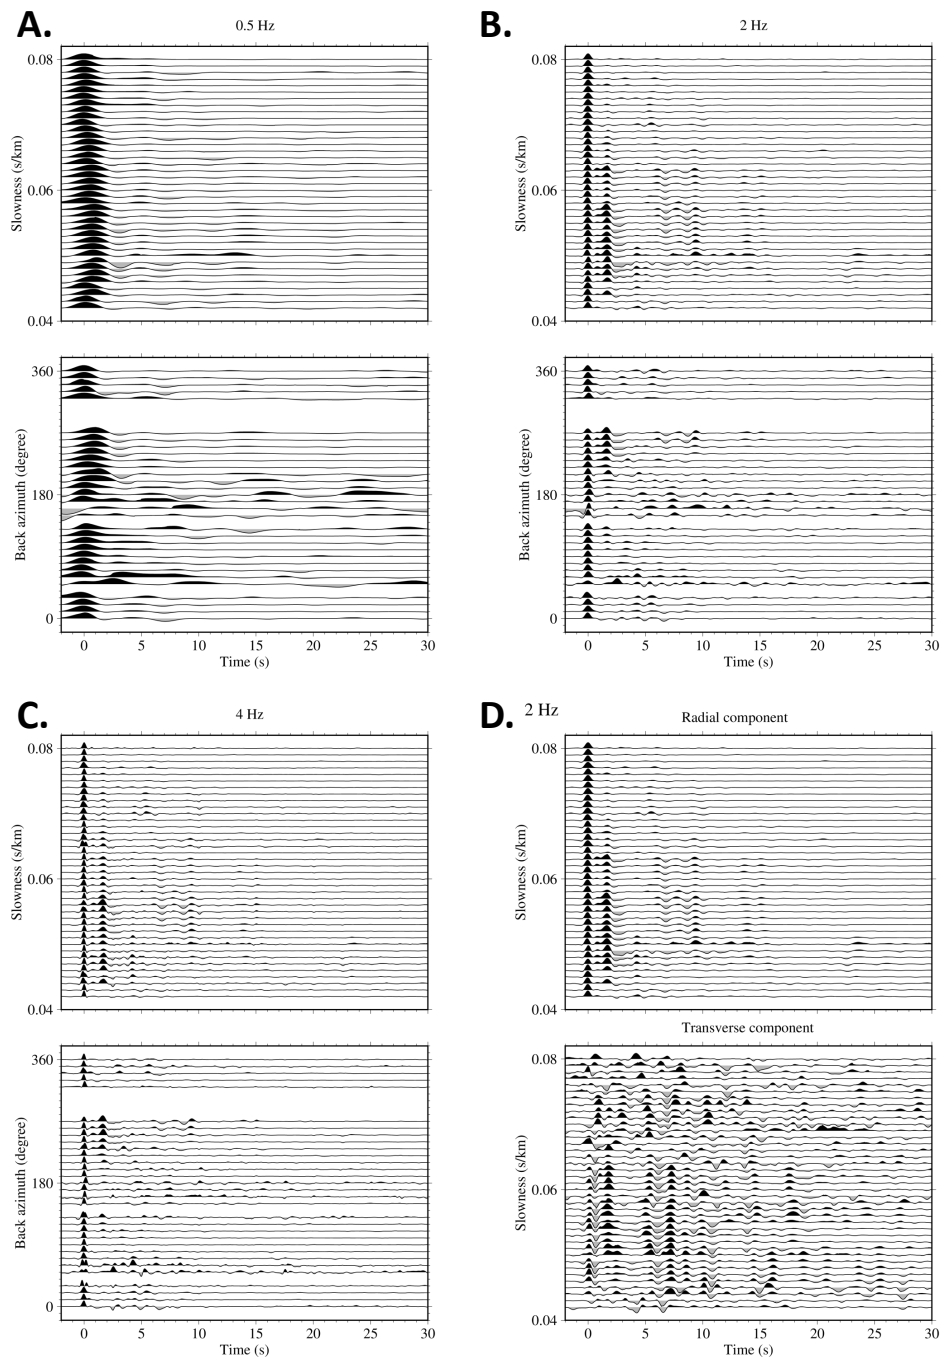 A.
0.5 Hz
0.08
0.06
0.04
Slowness (s/km)
360
180
0
Back azimuth (degree)
0 5 10 15 20 25 30
Time (s)
B.
2 Hz
0.08
0.06
0.04
Slowness (s/km)
360
180
0
Back azimuth (degree)
0 5 10 15 20 25 30
Time (s)
C.
4 Hz
0.08
0.06
0.04
Slowness (s/km)
360
180
0
Back azimuth (degree)
0 5 10 15 20 25 30
Time (s)
D.
2 Hz
Radial component
0.08
0.06
0.04
Slowness (s/km)
Transverse component
0.08
0.06
0.04
Slowness (s/km)
0 5 10 15 20 25 30
Time (s)